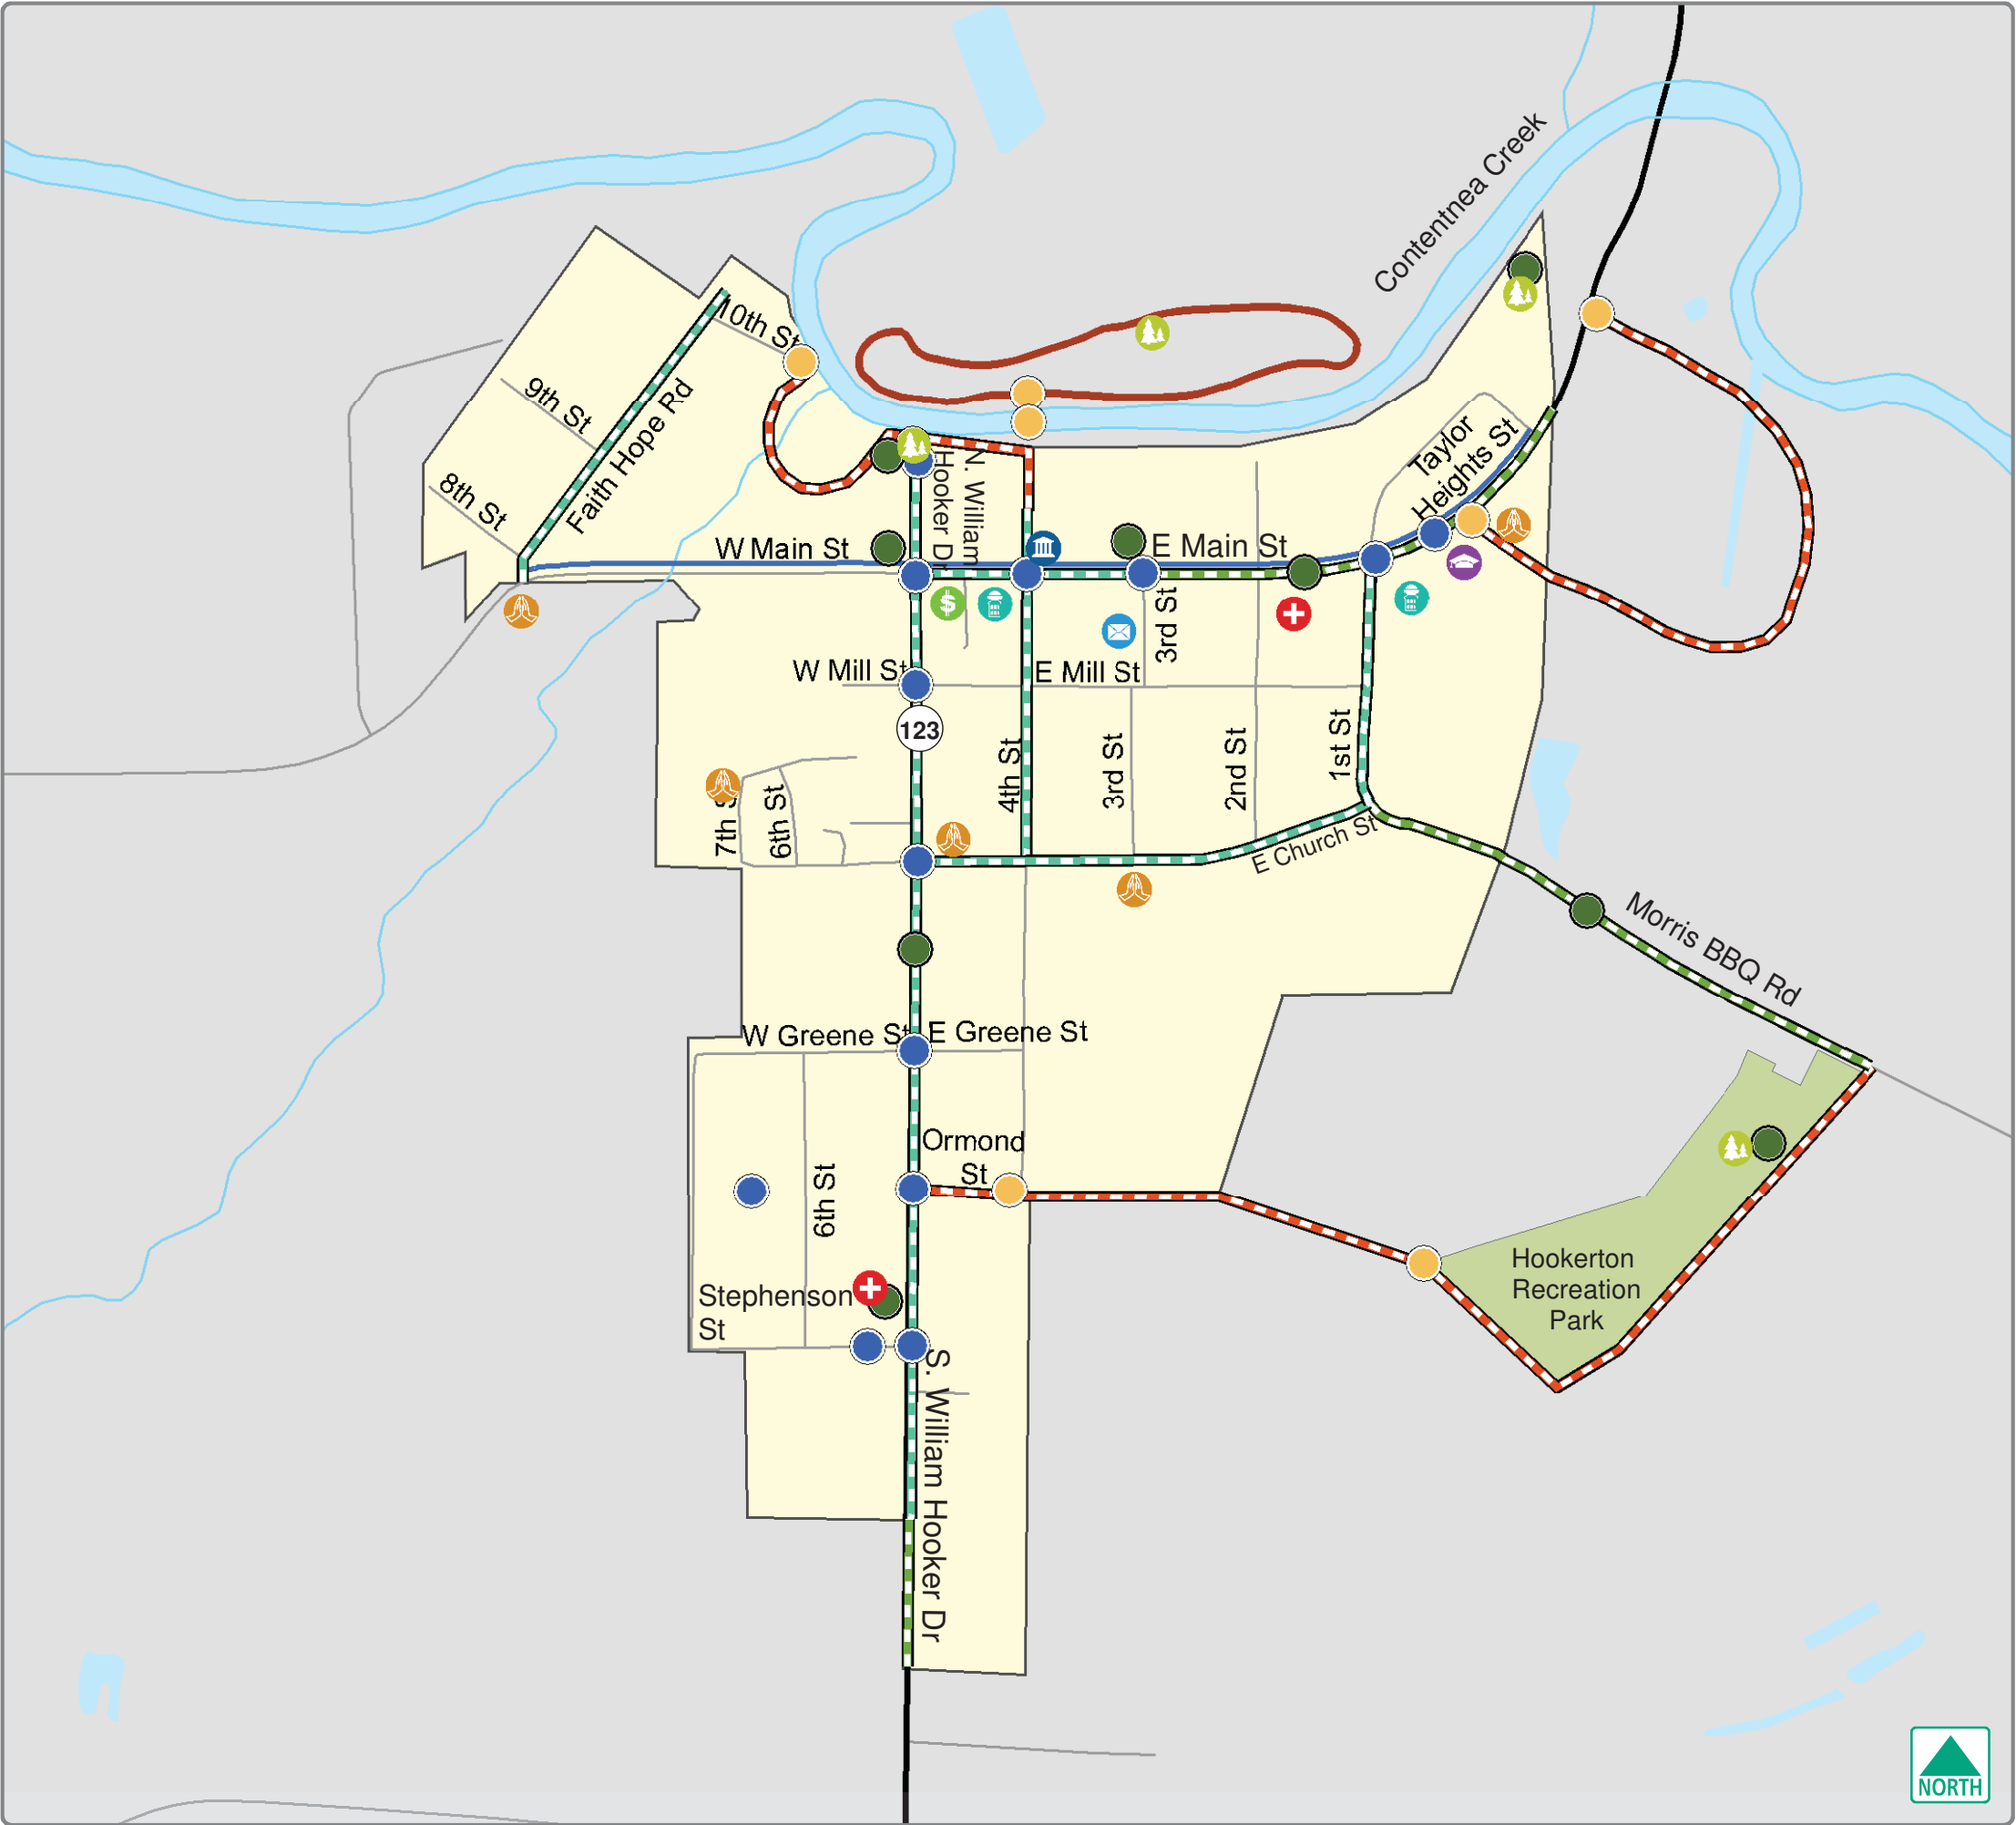 Contentnea Creek
10th St
9th St
8th St
Faith Hope Rd
N. William
Hooker Dr
Taylor
Heights St
W Main St
E Main St
3rd St
W Mill St
E Mill St
123
4th St
3rd St
2nd St
1st St
7th S
6th St
E Church St
Morris BBQ Rd
W Greene St
E Greene St
Ormond
St
6th St
Stephenson
St
Hookerton
Recreation
Park
S. William Hooker Dr
$
NORTH